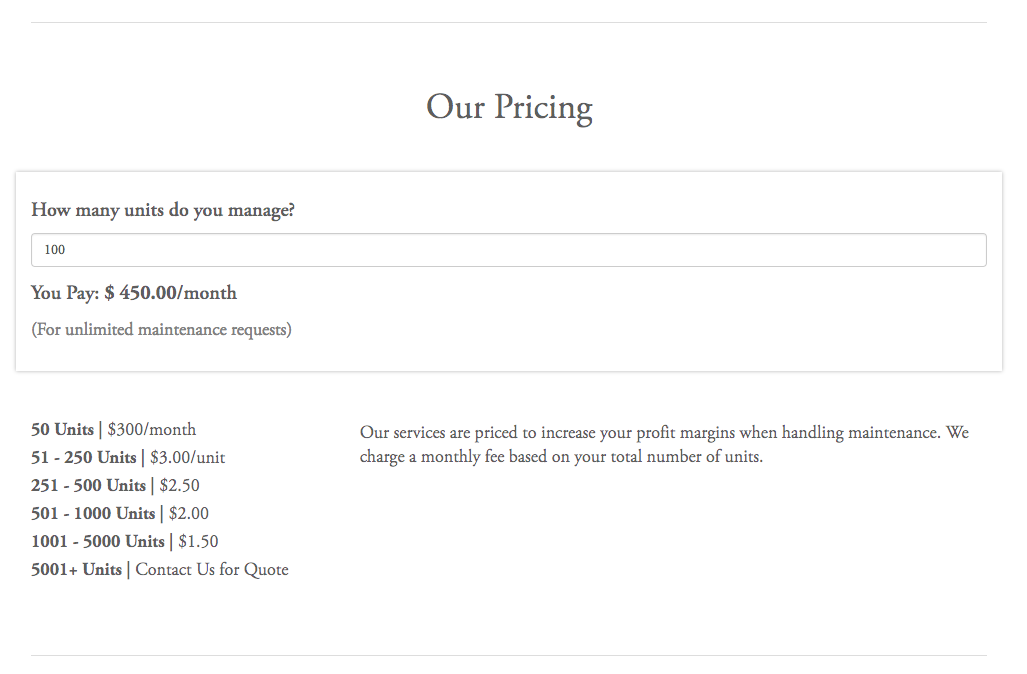 Our Pricing
How many units do you manage?
100
You Pay: $ 450.00/month
(For unlimited maintenance requests)
50 Units | $300/month
51 - 250 Units | $3.00/unit
251 - 500 Units | $2.50
501 - 1000 Units | $2.00
1001 - 5000 Units | $1.50
5001+ Units | Contact Us for Quote
Our services are priced to increase your profit margins when handling maintenance. We
charge a monthly fee based on your total number of units.